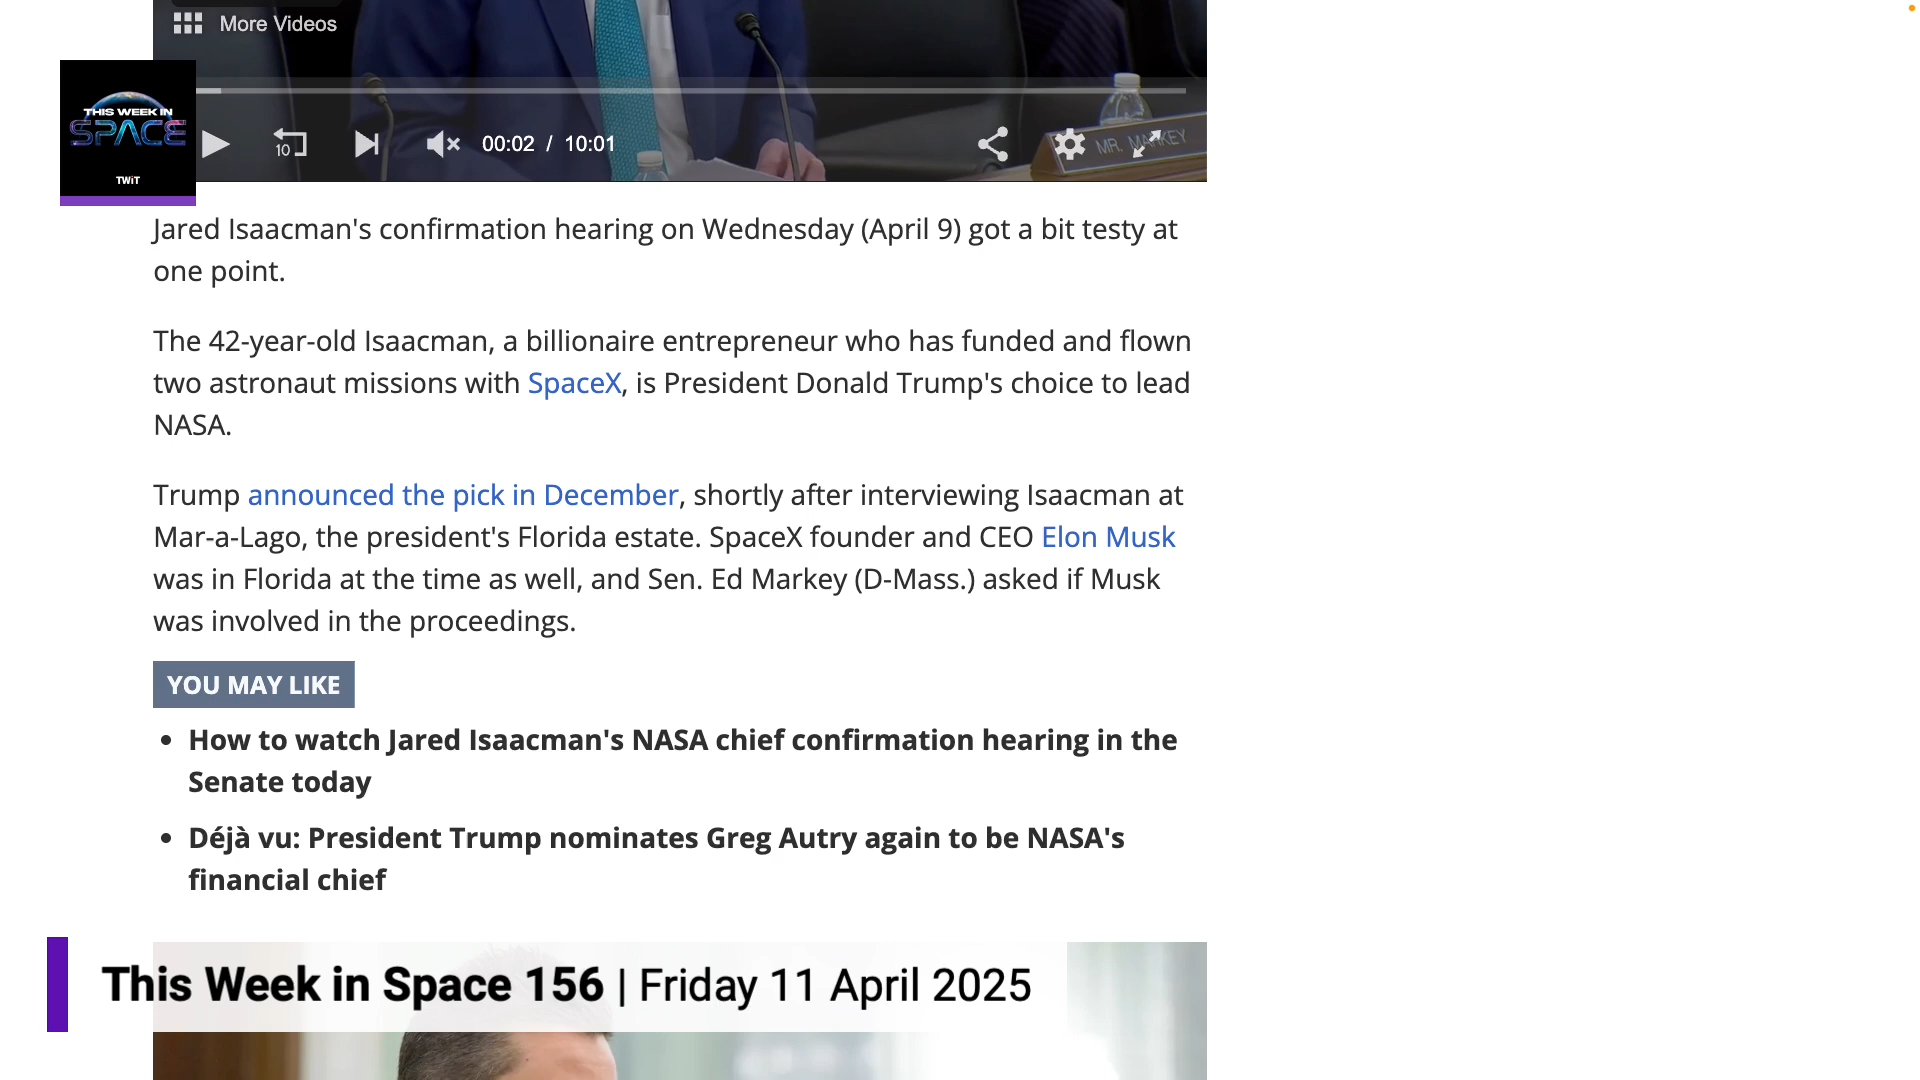 More Videos
THIS WEEK IN
SPACE
TWiT
10
00:02 / 10:01
MR. MARKEY
Jared Isaacman's confirmation hearing on Wednesday (April 9) got a bit testy at
one point.
The 42-year-old Isaacman, a billionaire entrepreneur who has funded and flown
two astronaut missions with SpaceX, is President Donald Trump's choice to lead
NASA.
Trump announced the pick in December, shortly after interviewing Isaacman at
Mar-a-Lago, the president's Florida estate. SpaceX founder and CEO Elon Musk
was in Florida at the time as well, and Sen. Ed Markey (D-Mass.) asked if Musk
was involved in the proceedings.
YOU MAY LIKE
• How to watch Jared Isaacman's NASA chief confirmation hearing in the
Senate today
• Déjà vu: President Trump nominates Greg Autry again to be NASA's
financial chief
This Week in Space 156 | Friday 11 April 2025